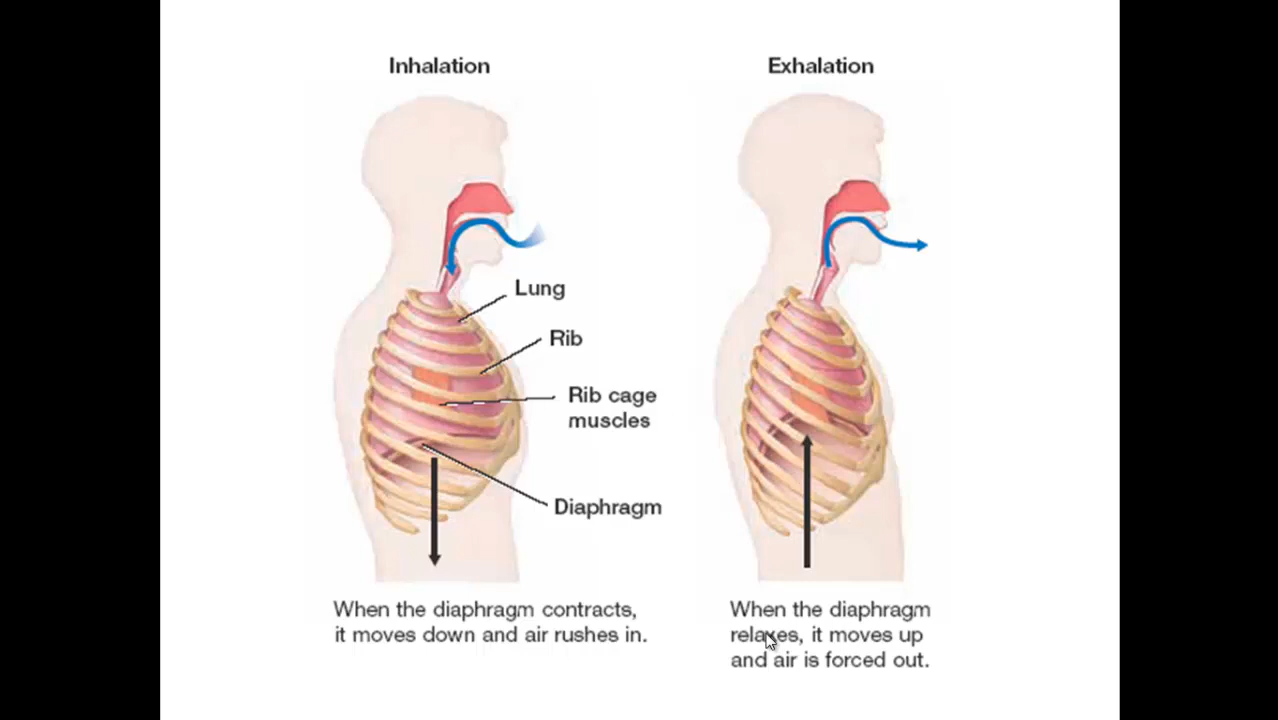 Inhalation
Exhalation
Lung
Rib
Rib cage
muscles
Diaphragm
When the diaphragm contracts,
it moves down and air rushes in.
When the diaphragm
relaxes, it moves up
and air is forced out.